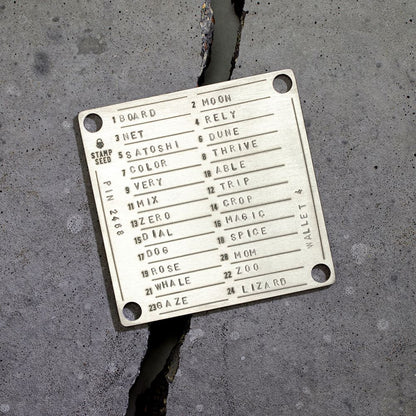 1 BOARD 2 MOON
3 NET 4 RELY
5 SATOSHI 6 DUNE
7 COLOR 8 THRIVE
9 VERY 10 ABLE
11 MIX 12 TRIP
13 ZERO 14 CROP
15 DIAL 16 MAGIC
17 DOG 18 SPICE
19 ROSE 20 MOM
21 WHALE 22 ZOO
23 GAZE 24 LIZARD
STAMP
SEED
PIN
WALLET